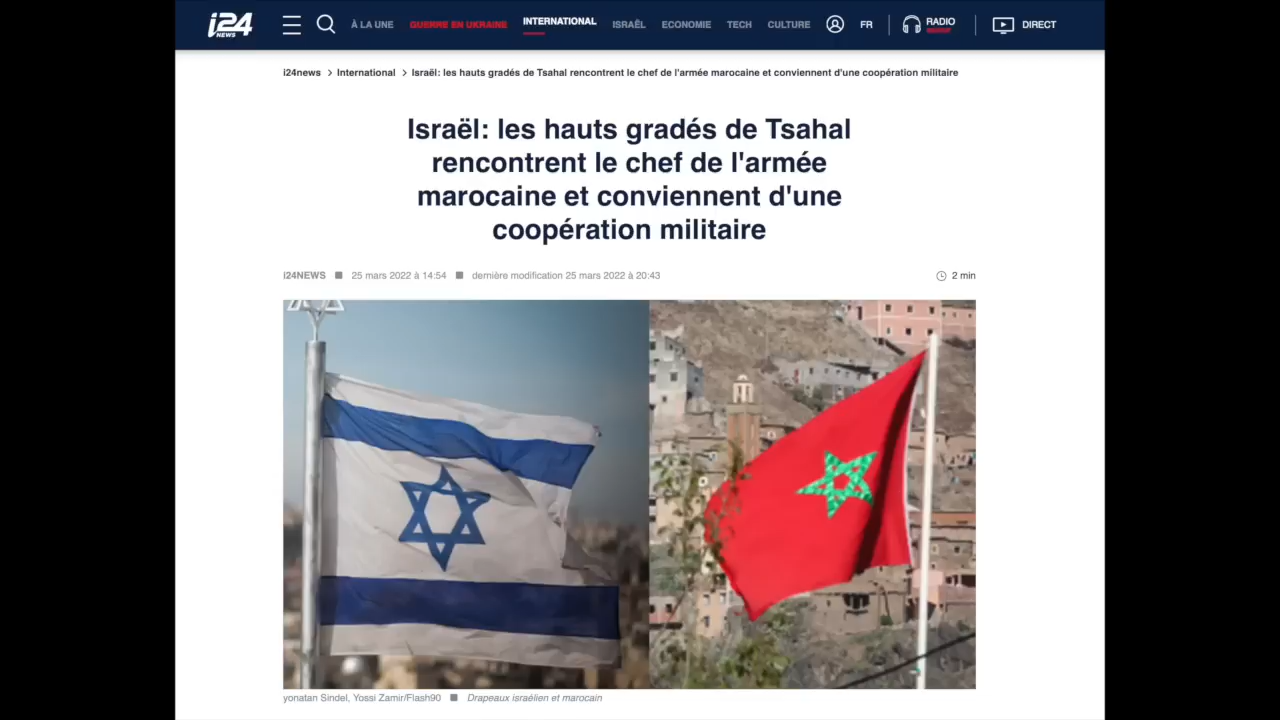 i24 NEWS
À LA UNE GUERRE EN UKRAINE INTERNATIONAL ISRAËL ECONOMIE TECH CULTURE FR RADIO DIRECT
i24news > International > Israël: les hauts gradés de Tsahal rencontrent le chef de l'armée marocaine et conviennent d'une coopération militaire
Israël: les hauts gradés de Tsahal
rencontrent le chef de l'armée
marocaine et conviennent d'une
coopération militaire
i24NEWS ■ 25 mars 2022 à 14:54 ■ dernière modification 25 mars 2022 à 20:43 2 min
yonatan Sindel, Yossi Zamir/Flash90 ■ Drapeaux israélien et marocain